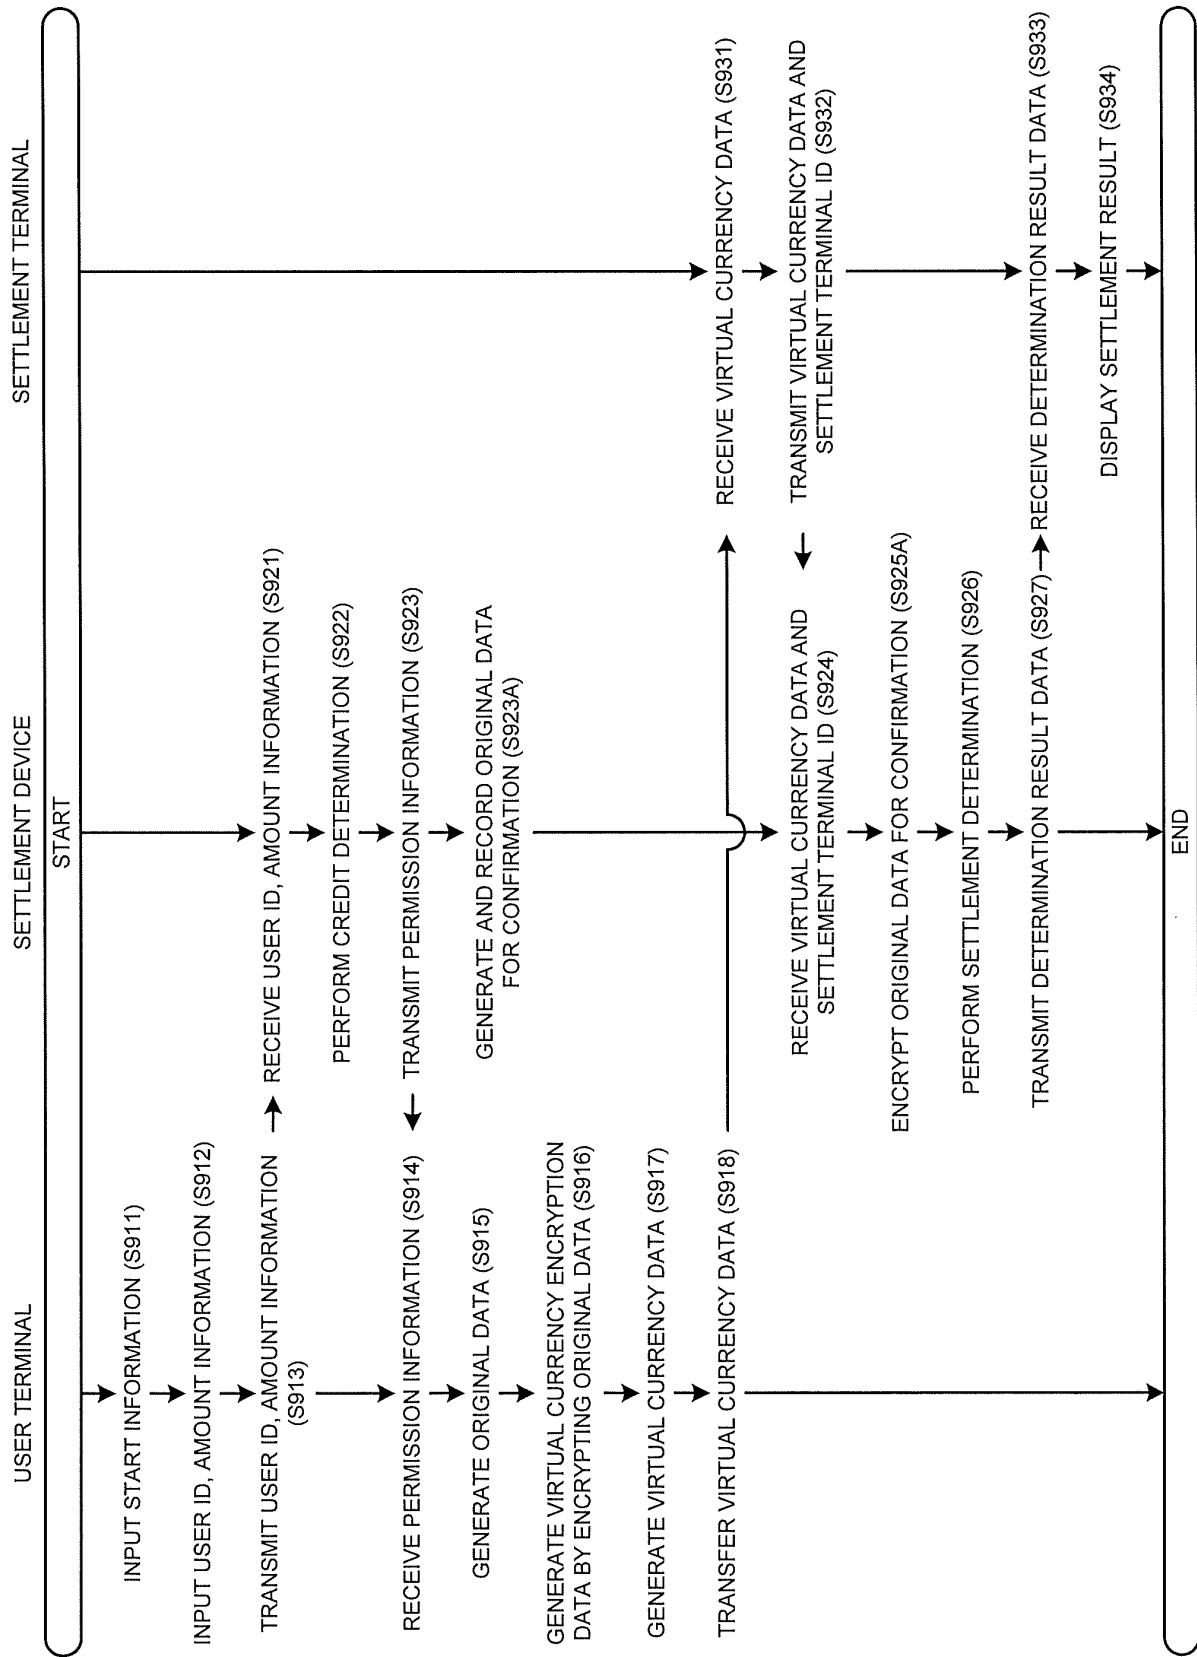 USER TERMINAL
SETTLEMENT DEVICE
SETTLEMENT TERMINAL
START
INPUT START INFORMATION (S911)
INPUT USER ID, AMOUNT INFORMATION (S912)
TRANSMIT USER ID, AMOUNT INFORMATION
(S913)
RECEIVE USER ID, AMOUNT INFORMATION (S921)
PERFORM CREDIT DETERMINATION (S922)
RECEIVE PERMISSION INFORMATION (S914)
TRANSMIT PERMISSION INFORMATION (S923)
GENERATE ORIGINAL DATA (S915)
GENERATE AND RECORD ORIGINAL DATA
FOR CONFIRMATION (S923A)
GENERATE VIRTUAL CURRENCY ENCRYPTION
DATA BY ENCRYPTING ORIGINAL DATA (S916)
GENERATE VIRTUAL CURRENCY DATA (S917)
TRANSFER VIRTUAL CURRENCY DATA (S918)
RECEIVE VIRTUAL CURRENCY DATA (S931)
RECEIVE VIRTUAL CURRENCY DATA AND
SETTLEMENT TERMINAL ID (S924)
TRANSMIT VIRTUAL CURRENCY DATA AND
SETTLEMENT TERMINAL ID (S932)
ENCRYPT ORIGINAL DATA FOR CONFIRMATION (S925A)
PERFORM SETTLEMENT DETERMINATION (S926)
TRANSMIT DETERMINATION RESULT DATA (S927)
RECEIVE DETERMINATION RESULT DATA (S933)
DISPLAY SETTLEMENT RESULT (S934)
END